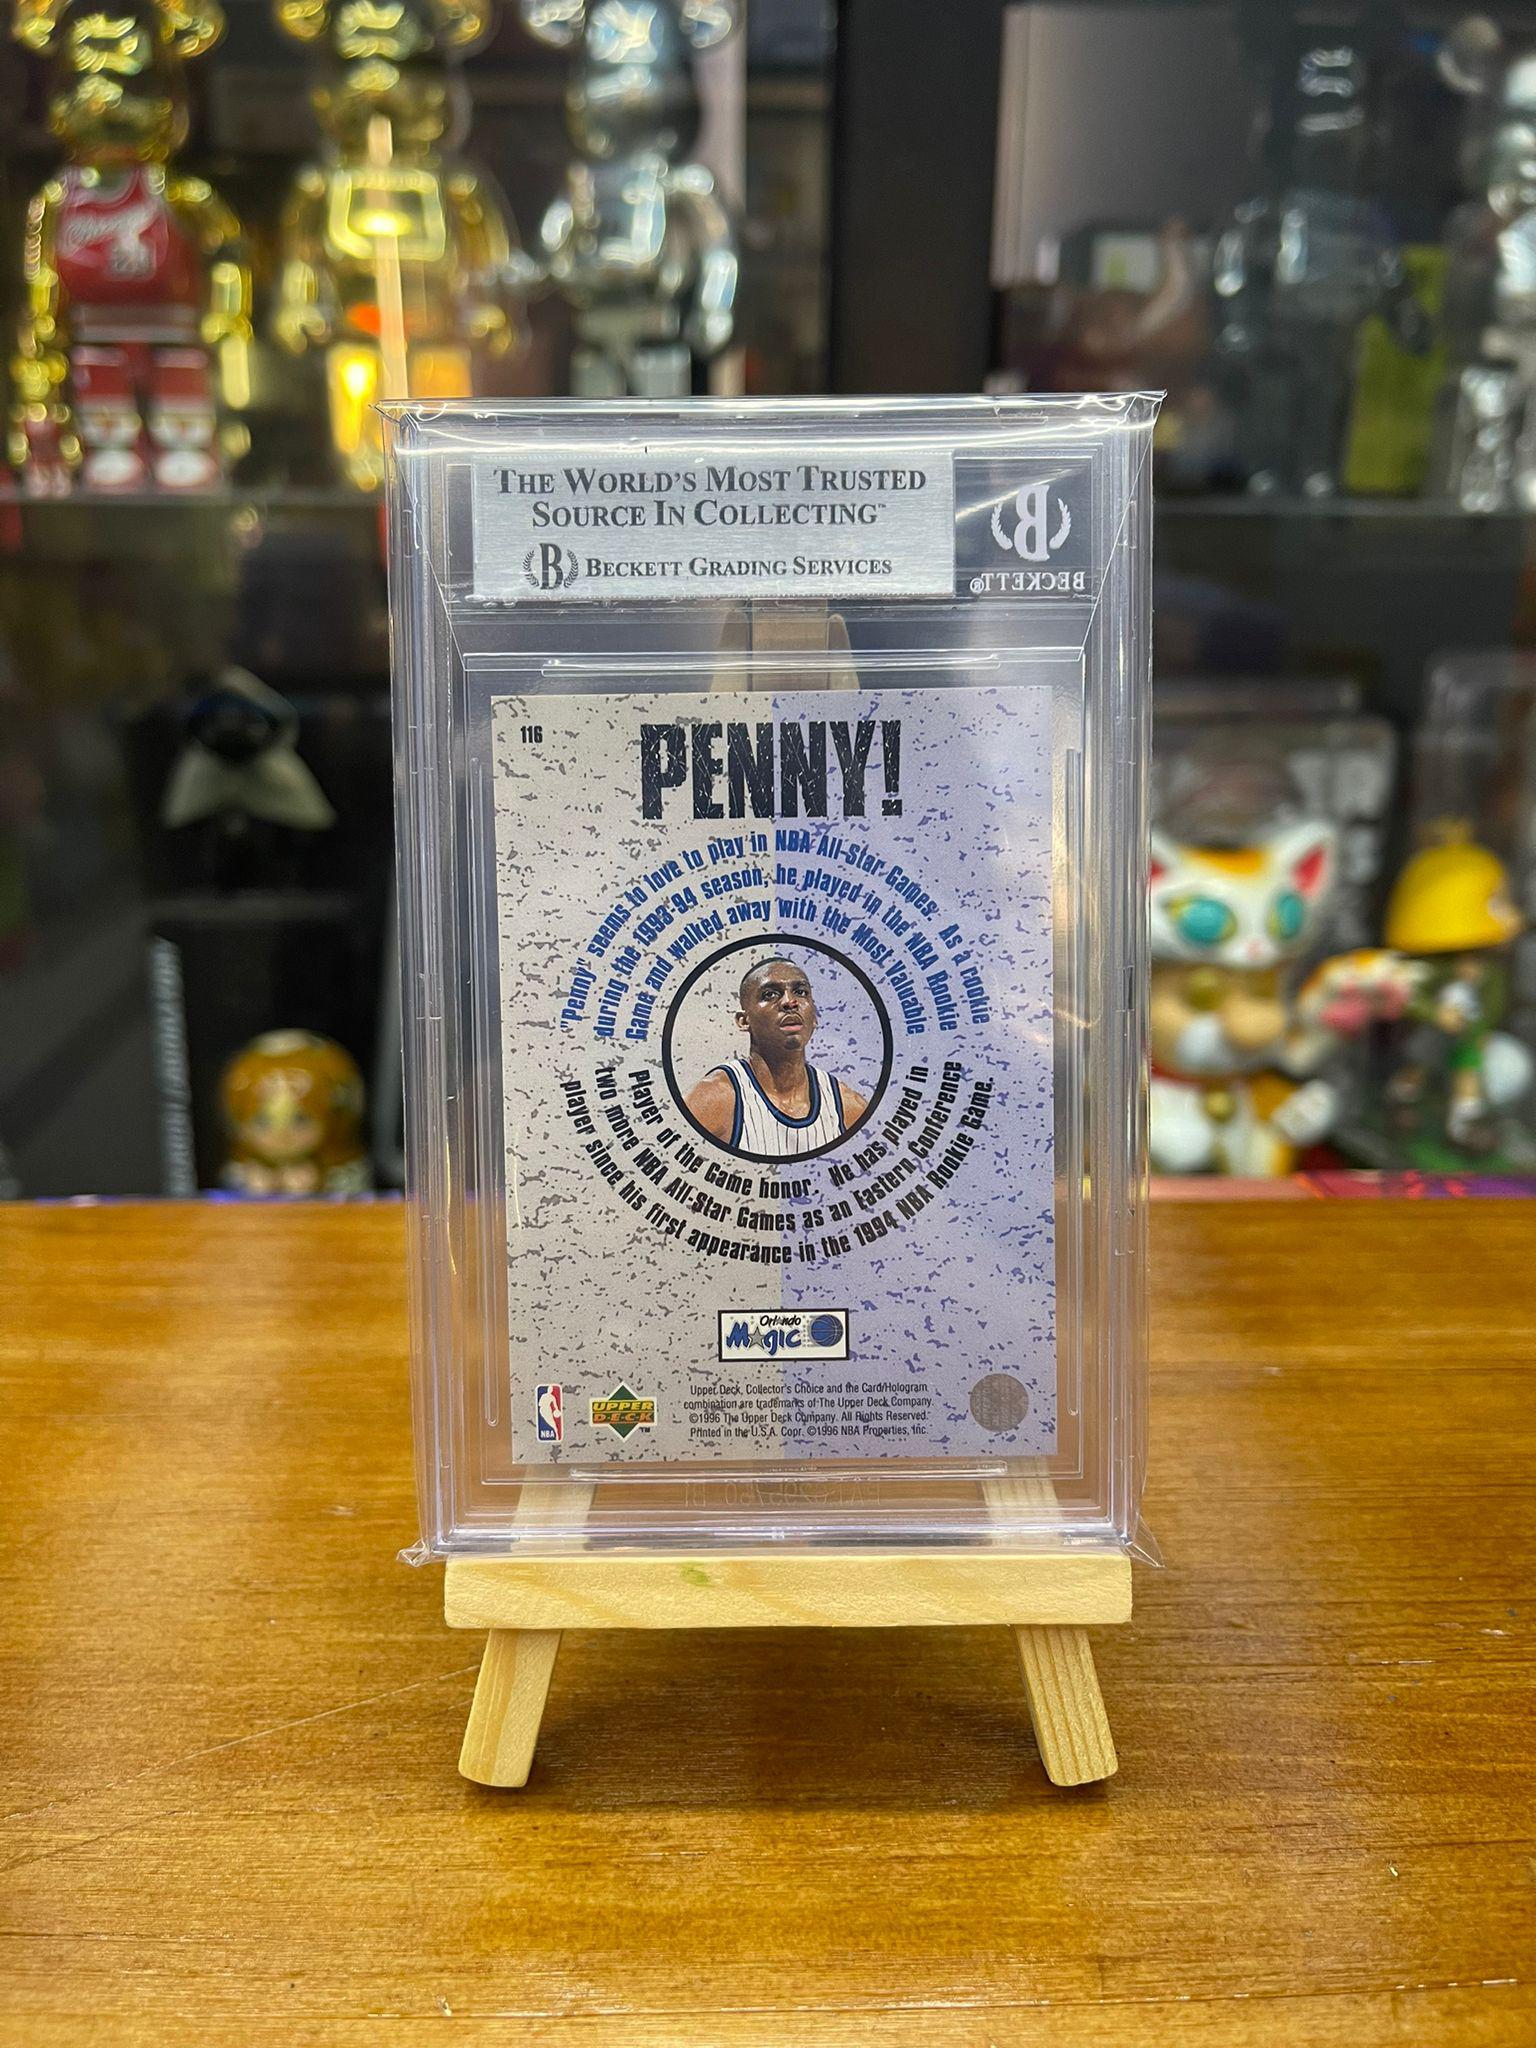 THE WORLD'S MOST TRUSTED
SOURCE IN COLLECTING™
B BECKETT GRADING SERVICES
B
BECKETT®
116
PENNY!
"Penny" seems to love to play in NBA All-Star Games. As a rookie
during the 1993-94 season, he played in the NBA Rookie
Game and walked away with the Most Valuable
Player of the Game honor. He has played in
two more NBA All-Star Games as an Eastern Conference
player since his first appearance in the 1994 NBA Rookie Game.
Orlando
Magic
NBA
UPPER
DECK
TM
Upper Deck, Collector's Choice and the Card/Hologram
combination are trademarks of The Upper Deck Company.
©1996 The Upper Deck Company. All Rights Reserved.
Printed in the U.S.A. Copr. ©1996 NBA Properties, Inc.